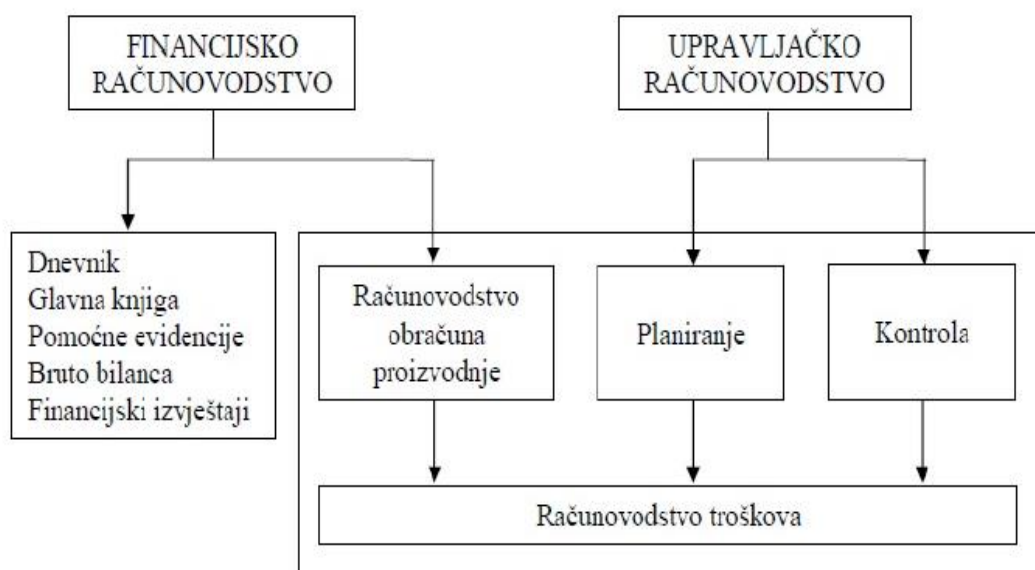 FINANCIJSKO
RAČUNOVODSTVO
UPRAVLJAČKO
RAČUNOVODSTVO
Dnevnik
Glavna knjiga
Pomoćne evidencije
Bruto bilanca
Financijski izvještaji
Računovodstvo
obračuna
proizvodnje
Planiranje
Kontrola
Računovodstvo troškova